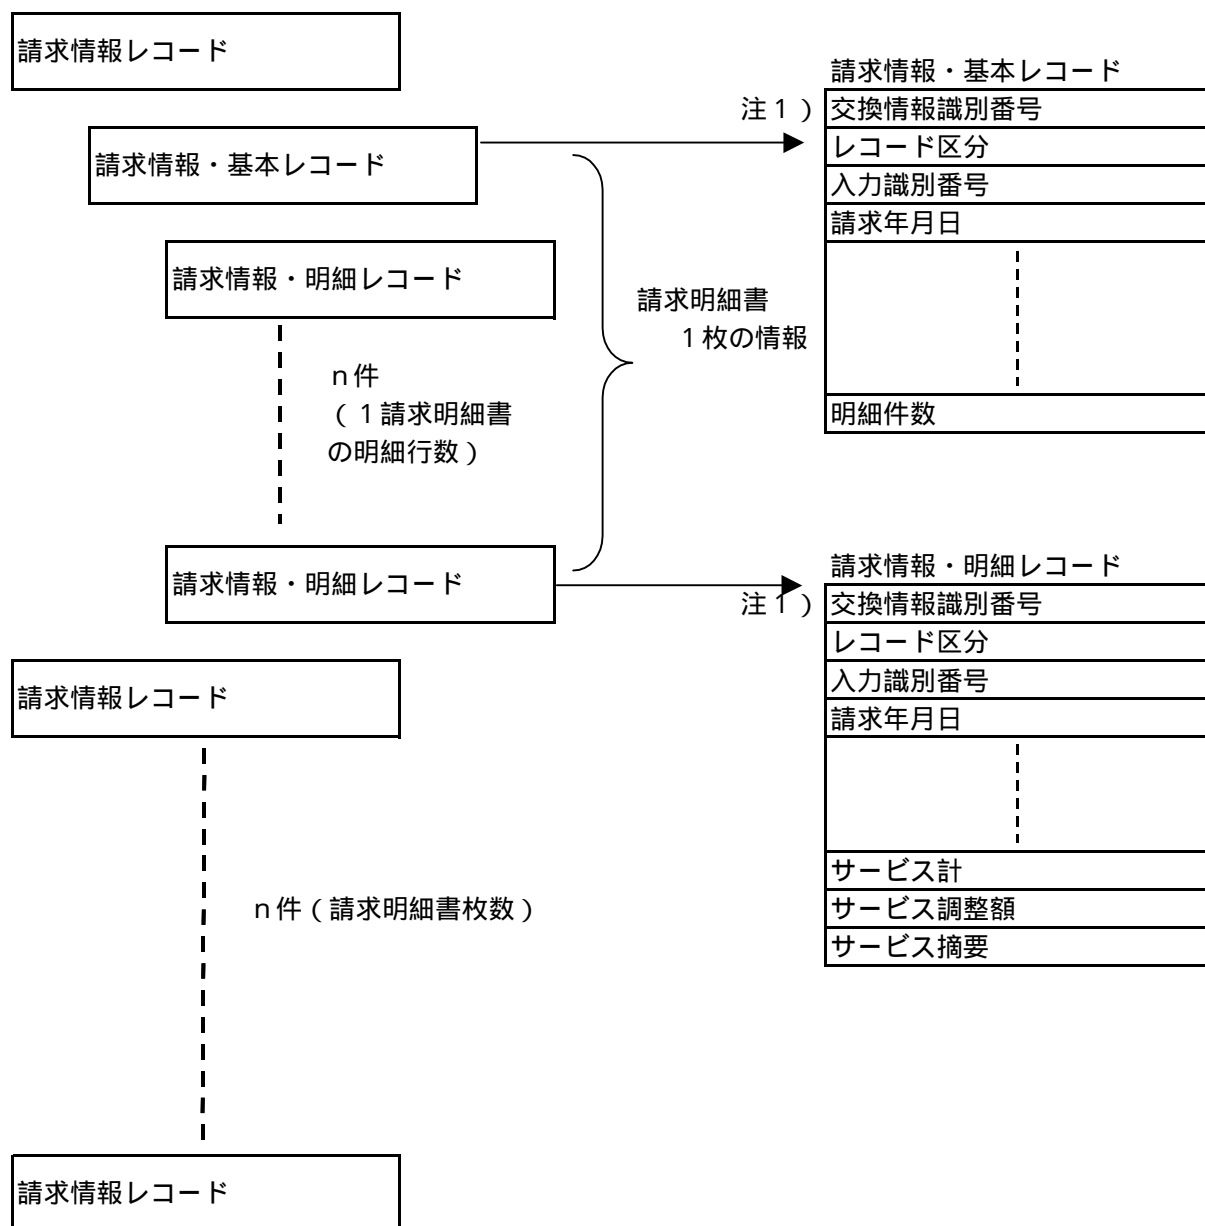 請求情報レコード
請求情報・基本レコード
請求情報・明細レコード
n件
(1請求明細書
の明細行数)
請求情報・明細レコード
請求明細書
1枚の情報
注1)
請求情報・基本レコード
交換情報識別番号
レコード区分
入力識別番号
請求年月日
明細件数
注1)
請求情報・明細レコード
交換情報識別番号
レコード区分
入力識別番号
請求年月日
サービス計
サービス調整額
サービス摘要
請求情報レコード
n件(請求明細書枚数)
請求情報レコード